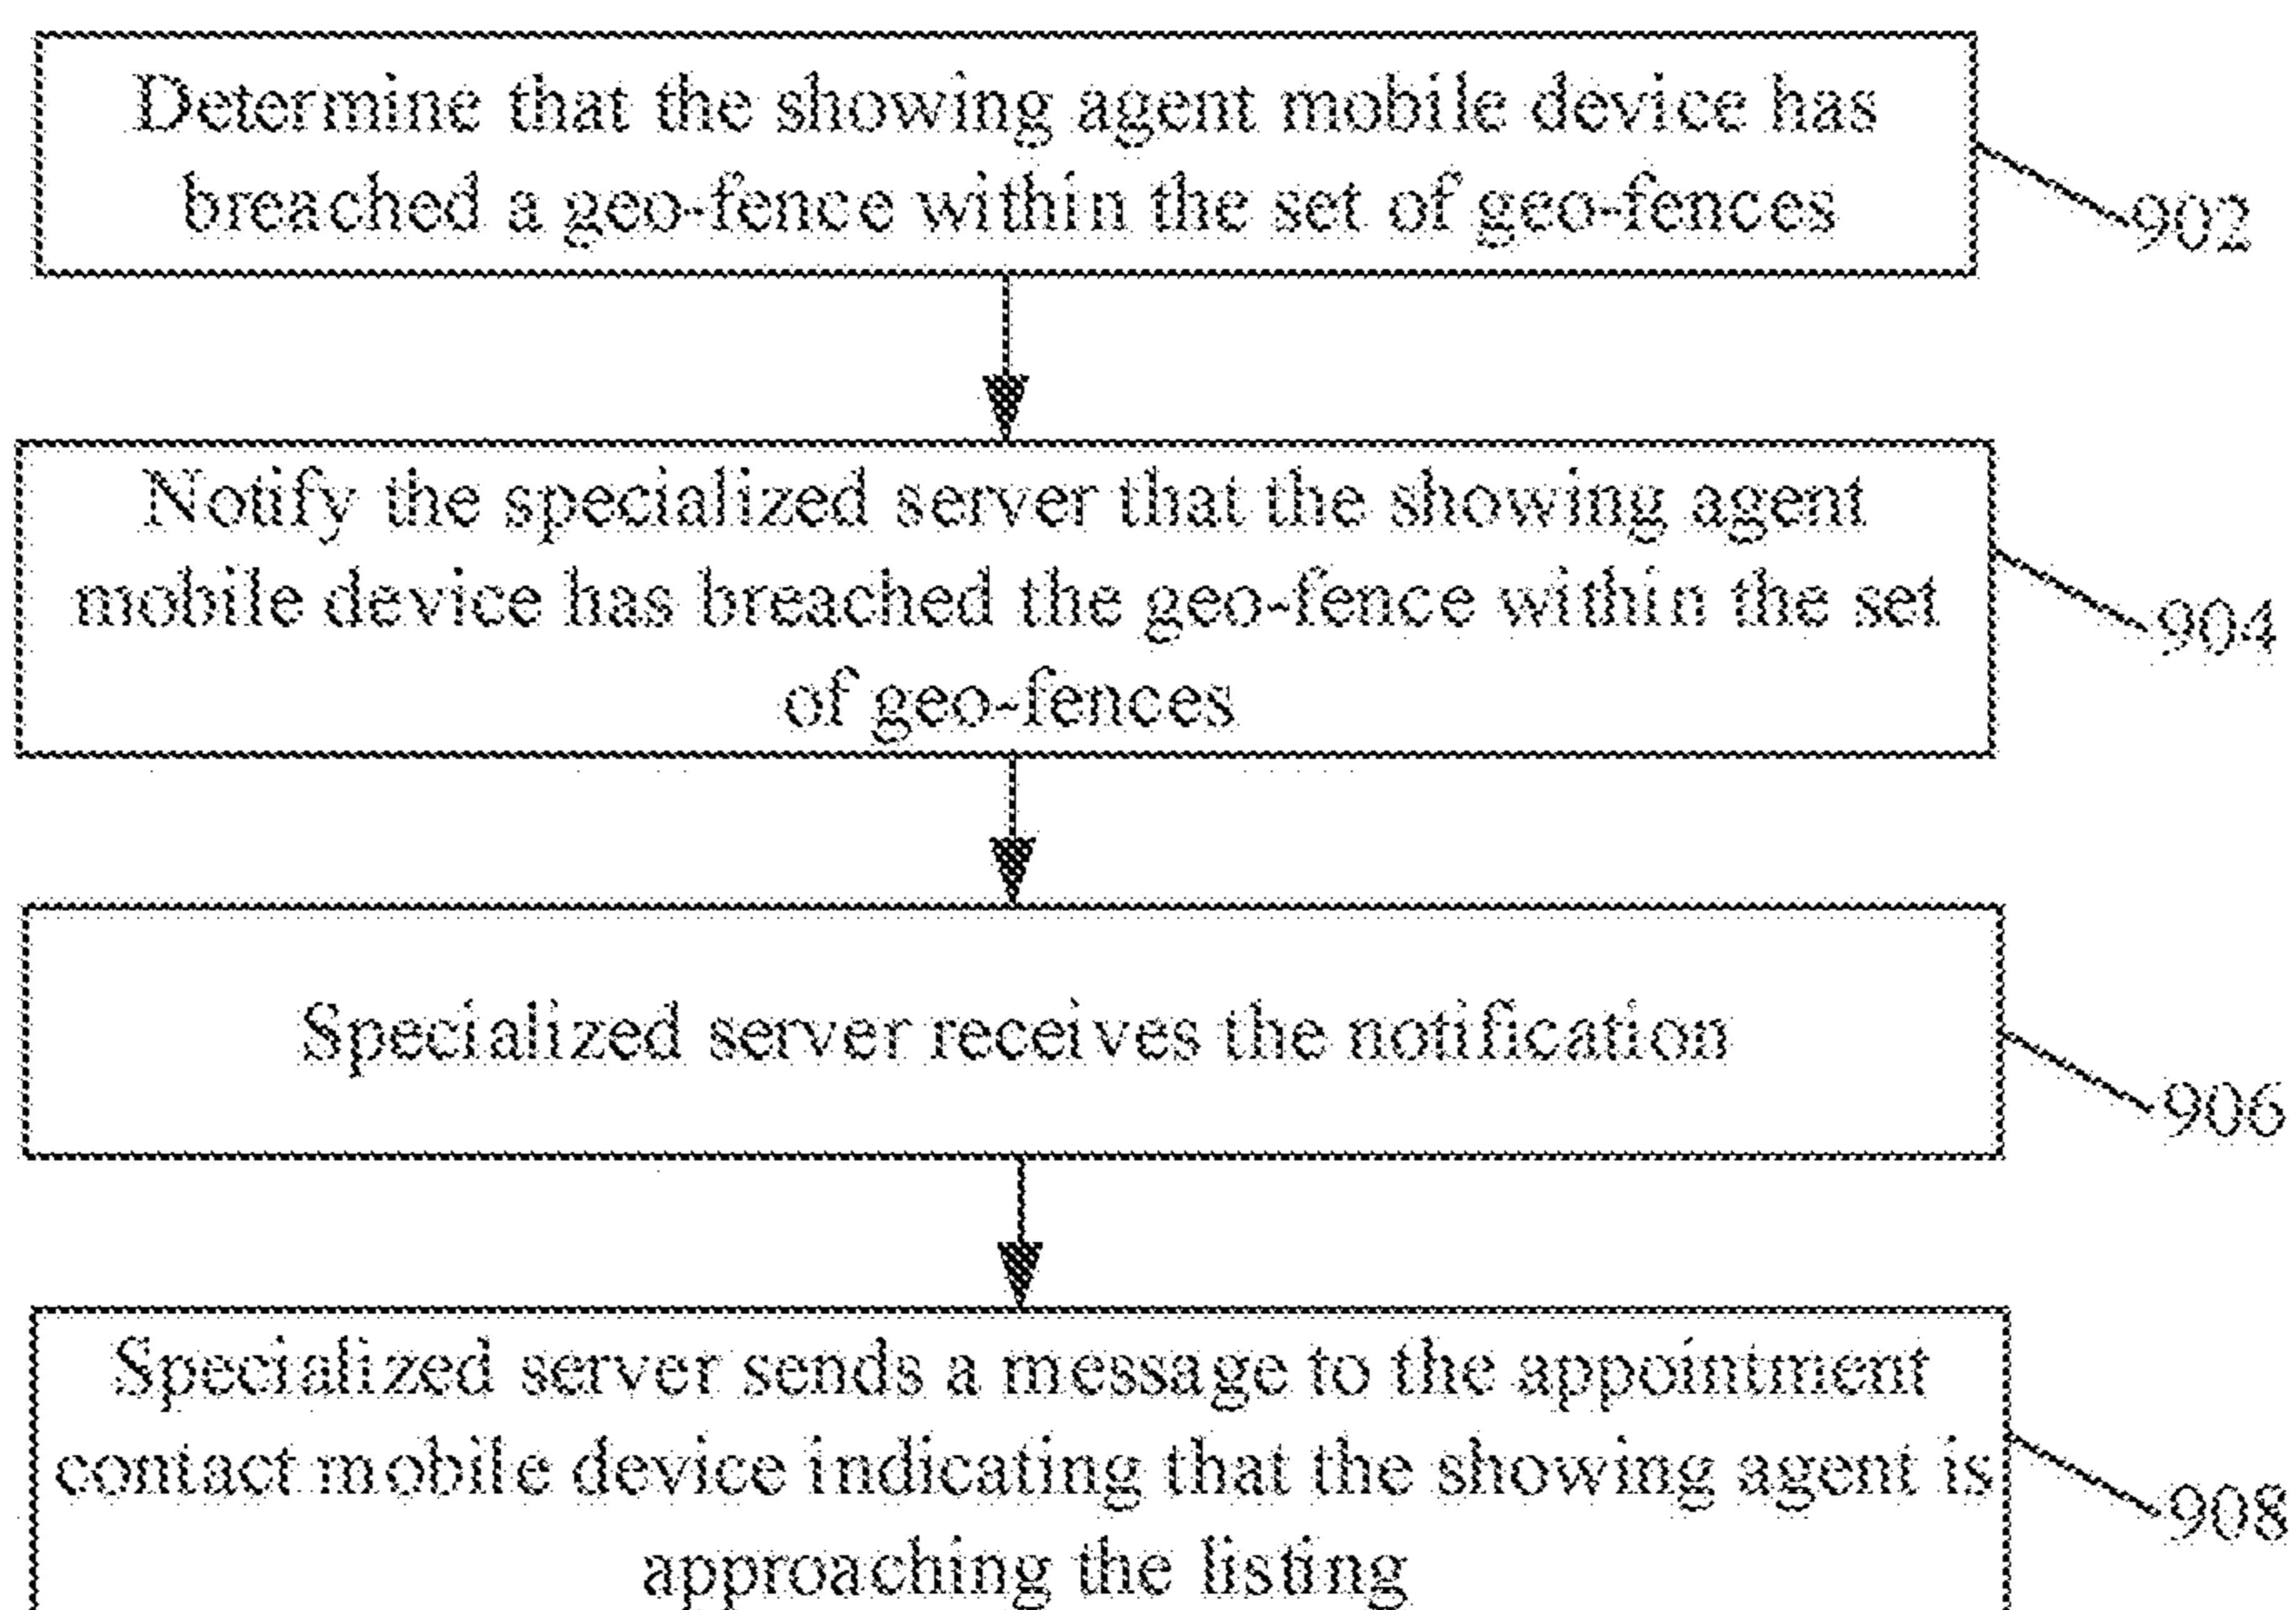 Determine that the showing agent mobile device has
breached a geo-fence within the set of geo-fences
902
Notify the specialized server that the showing agent
mobile device has breached the geo-fence within the set
of geo-fences
904
Specialized server receives the notification
906
Specialized server sends a message to the appointment
contact mobile device indicating that the showing agent is
approaching the listing
908